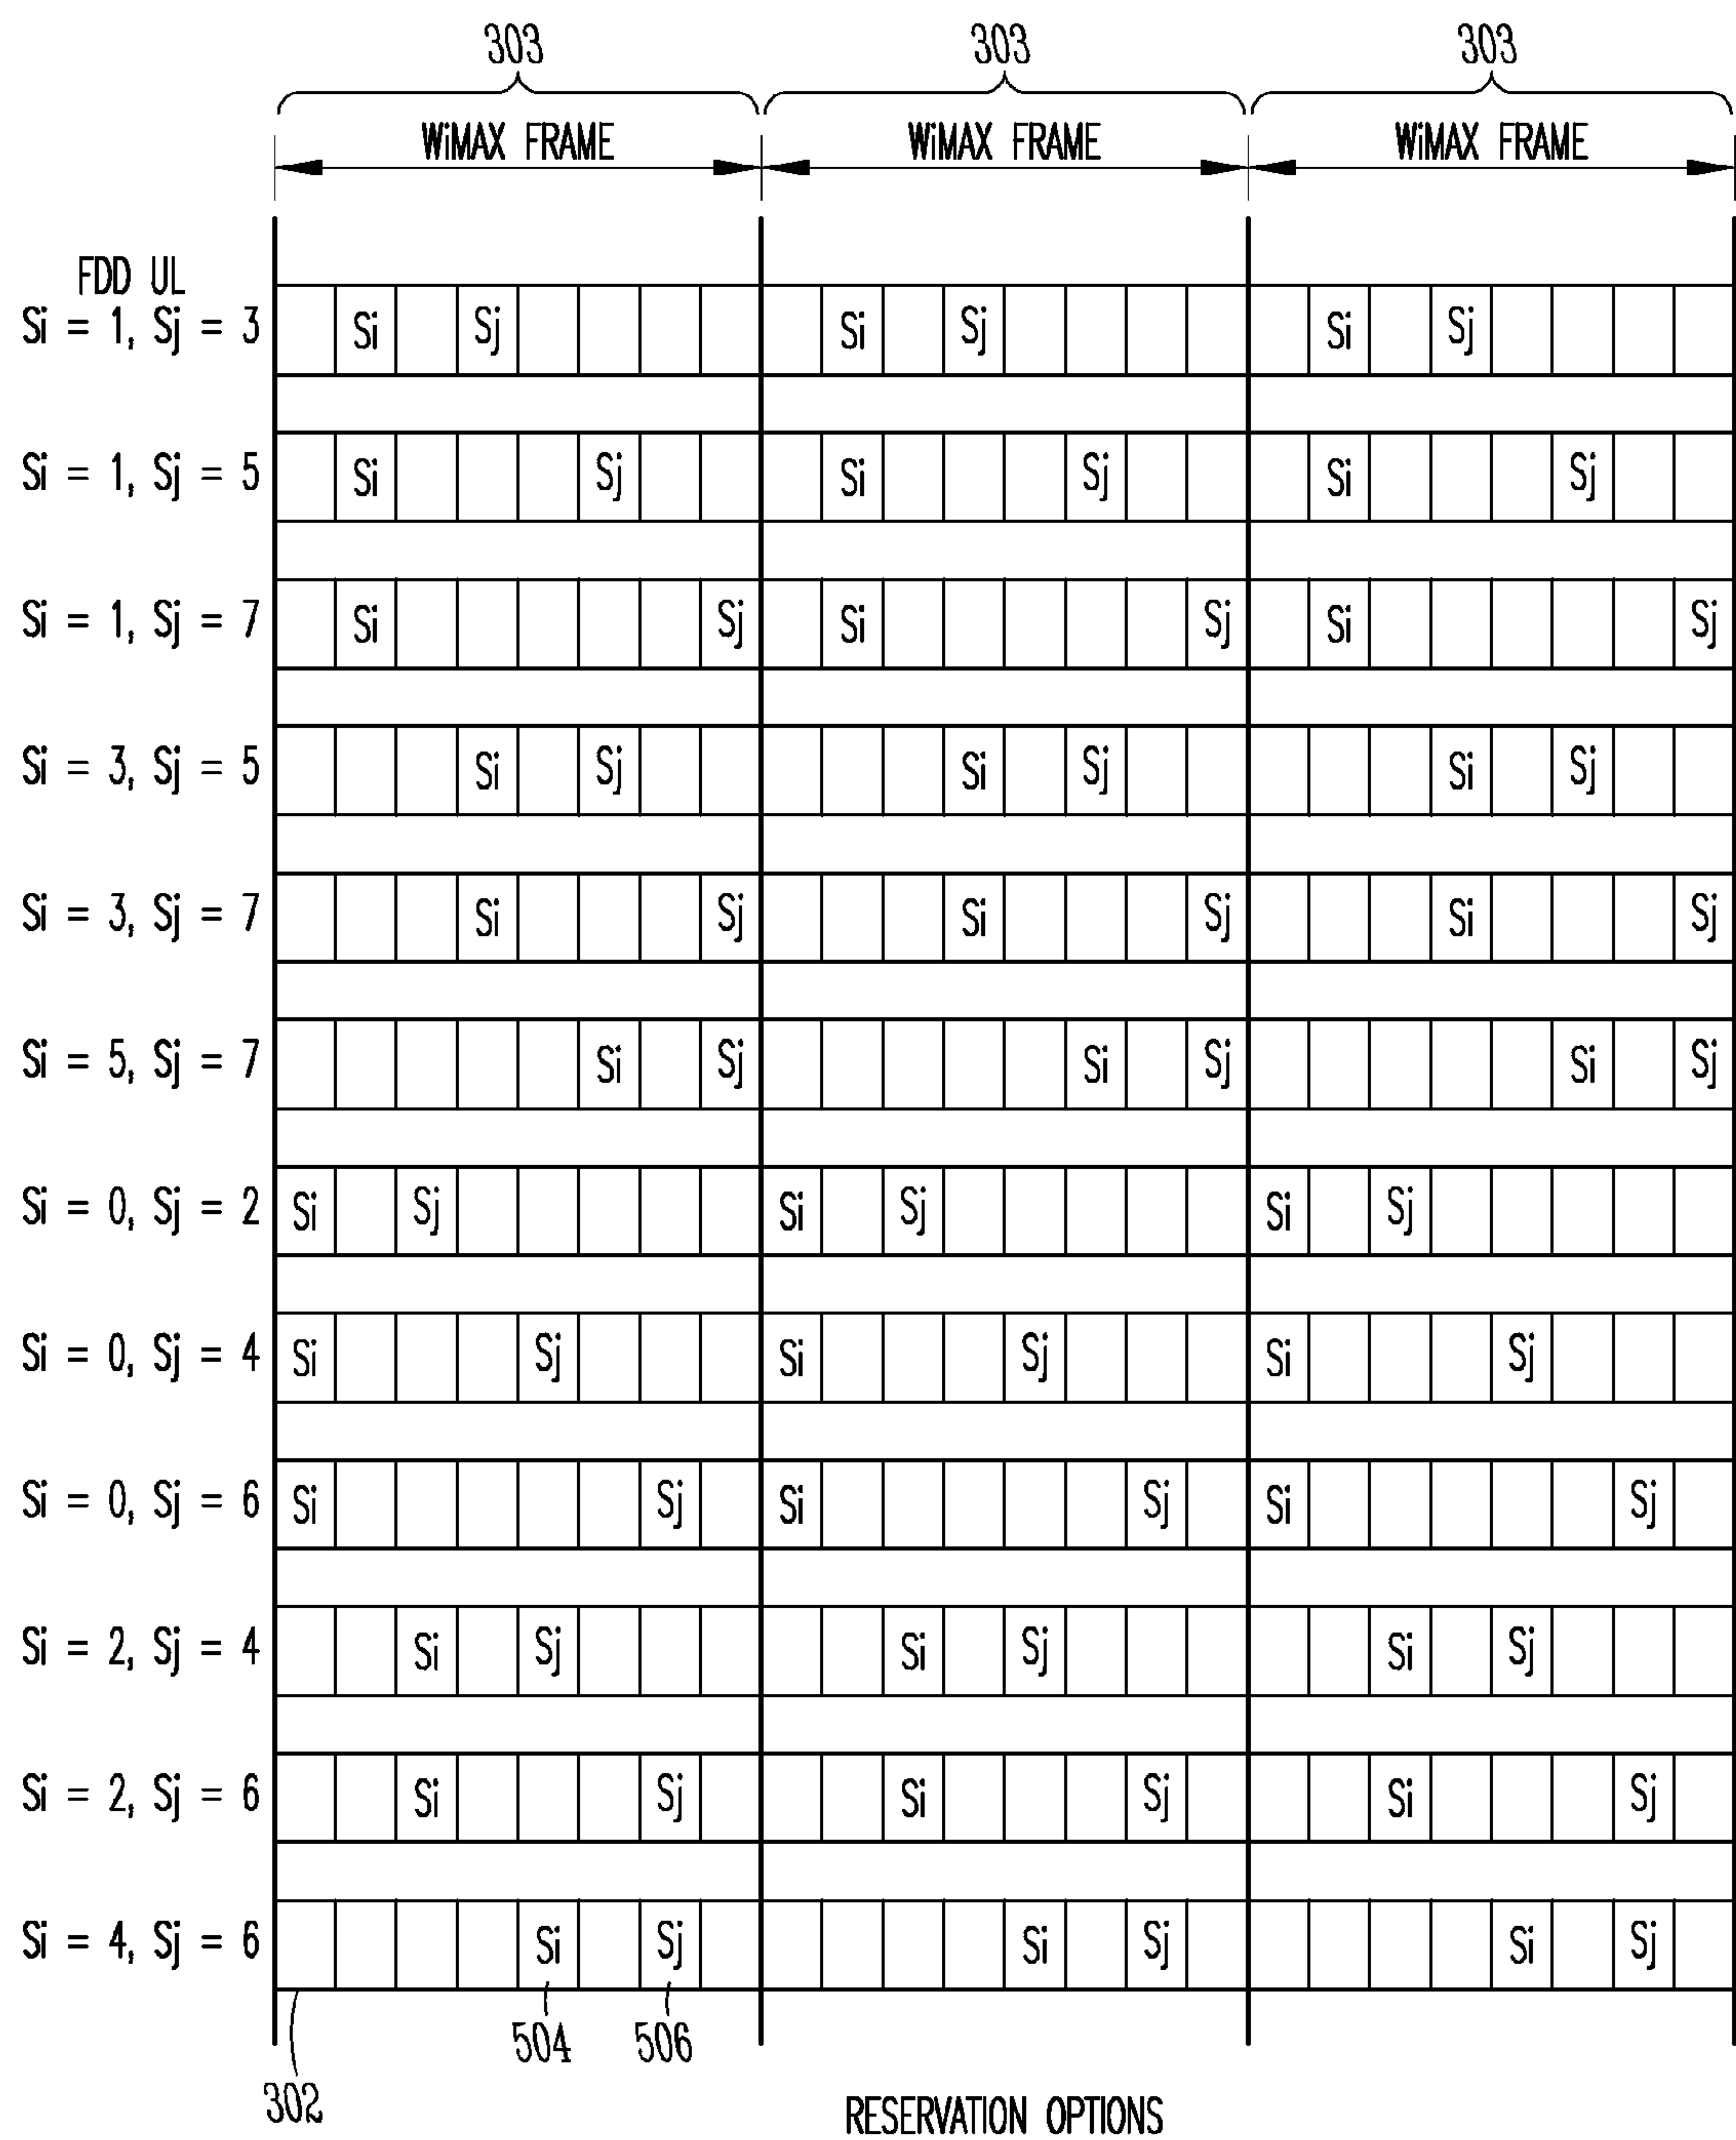 303 303 303
WiMAX FRAME WiMAX FRAME WiMAX FRAME
FDD UL
Si = 1, Sj = 3 Si Sj Si Sj Si Sj
Si = 1, Sj = 5 Si Sj Si Sj Si Sj
Si = 1, Sj = 7 Si Sj Si Sj Si Sj
Si = 3, Sj = 5 Si Sj Si Sj Si Sj
Si = 3, Sj = 7 Si Sj Si Sj Si Sj
Si = 5, Sj = 7 Si Sj Si Sj Si Sj
Si = 0, Sj = 2 Si Sj Si Sj Si Sj
Si = 0, Sj = 4 Si Sj Si Sj Si Sj
Si = 0, Sj = 6 Si Sj Si Sj Si Sj
Si = 2, Sj = 4 Si Sj Si Sj Si Sj
Si = 2, Sj = 6 Si Sj Si Sj Si Sj
Si = 4, Sj = 6 Si Sj Si Sj Si Sj
504 506
302
RESERVATION OPTIONS